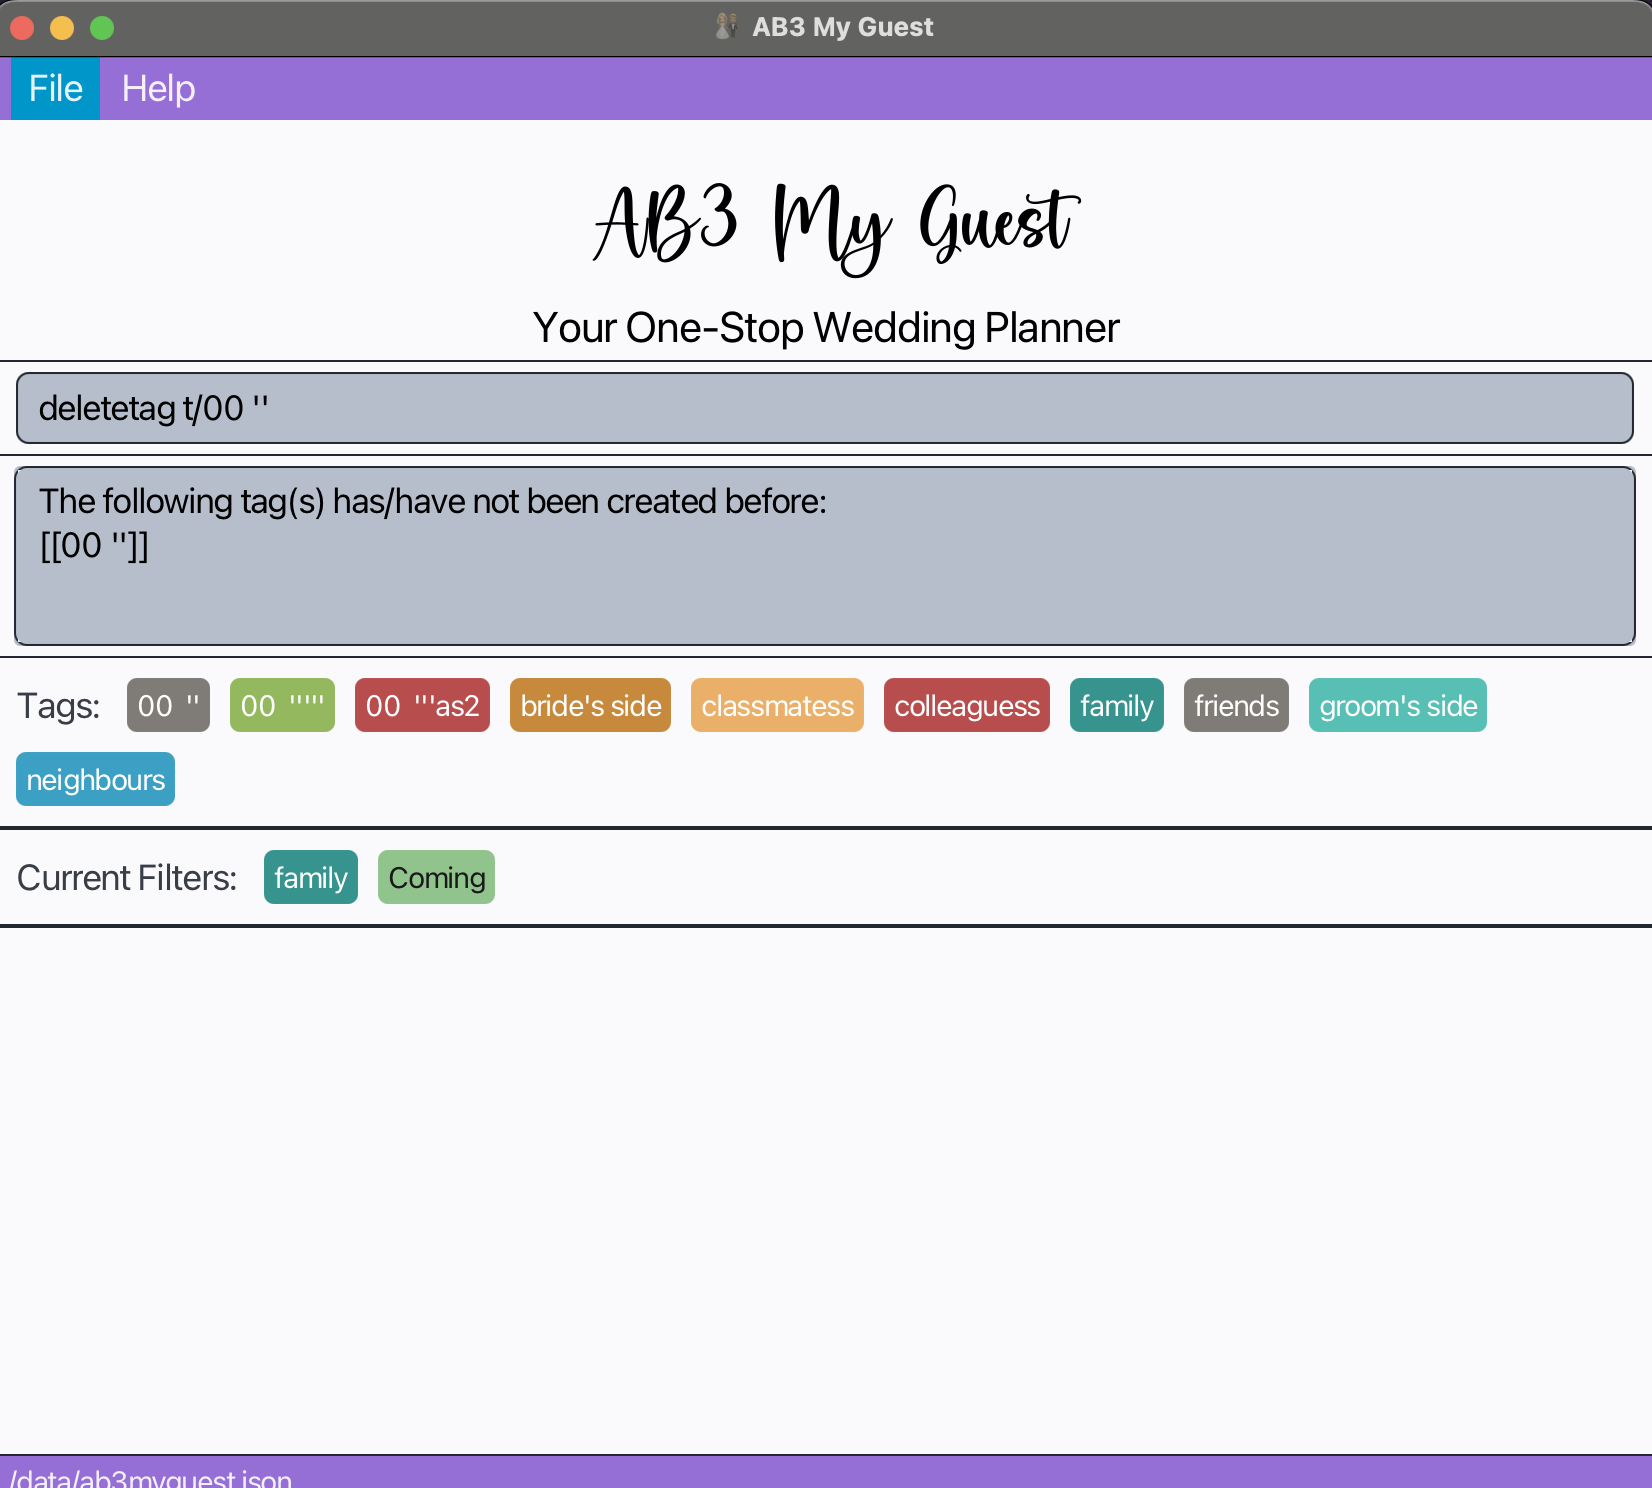 AB3 My Guest
File Help
AB3 My Guest
Your One-Stop Wedding Planner
deletetag t/00 ''
The following tag(s) has/have not been created before:
[[00 '']]
Tags: 00  '' 00  ''''' 00  '''as2 bride's side classmatess colleaguess family friends groom's side
neighbours
Current Filters: family Coming
/data/ab3myguest.json